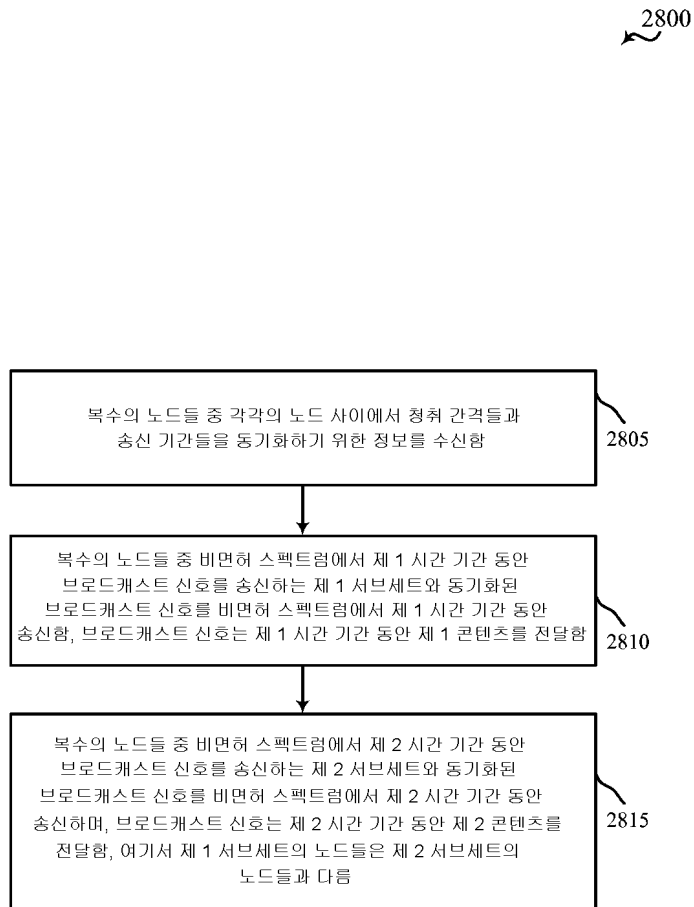 2800
복수의 노드들 중 각각의 노드 사이에서 청취 간격들과
송신 기간들을 동기화하기 위한 정보를 수신함
2805
복수의 노드들 중 비면허 스펙트럼에서 제 1 시간 기간 동안
브로드캐스트 신호를 송신하는 제 1 서브세트와 동기화된
브로드캐스트 신호를 비면허 스펙트럼에서 제 1 시간 기간 동안
송신함, 브로드캐스트 신호는 제 1 시간 기간 동안 제 1 콘텐츠를 전달함
2810
복수의 노드들 중 비면허 스펙트럼에서 제 2 시간 기간 동안
브로드캐스트 신호를 송신하는 제 2 서브세트와 동기화된
브로드캐스트 신호를 비면허 스펙트럼에서 제 2 시간 기간 동안
송신하며, 브로드캐스트 신호는 제 2 시간 기간 동안 제 2 콘텐츠를
전달함, 여기서 제 1 서브세트의 노드들은 제 2 서브세트의
노드들과 다름
2815